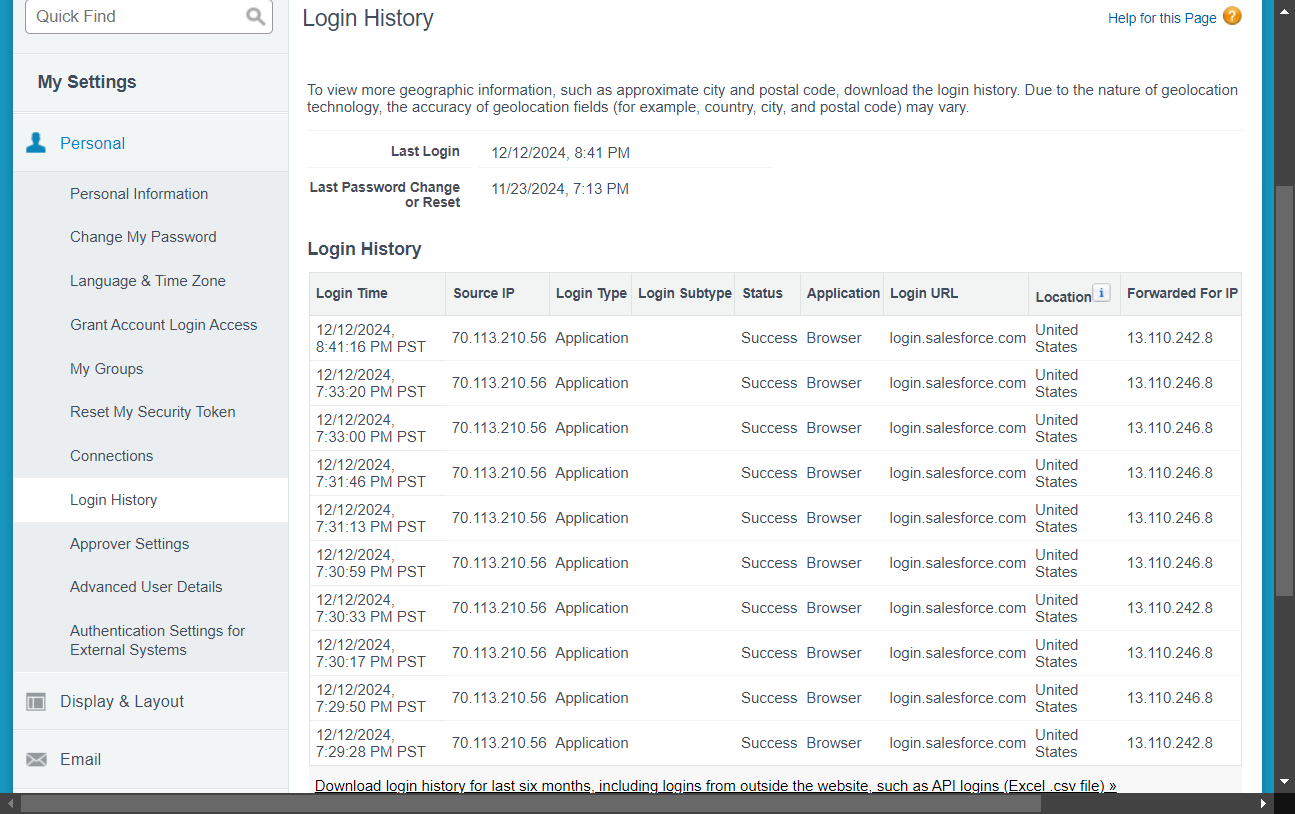 Quick Find
Login History
Help for this Page
My Settings
To view more geographic information, such as approximate city and postal code, download the login history. Due to the nature of geolocation
technology, the accuracy of geolocation fields (for example, country, city, and postal code) may vary.
Personal
Last Login 12/12/2024, 8:41 PM
Last Password Change
or Reset 11/23/2024, 7:13 PM
Personal Information
Change My Password
Language & Time Zone
Grant Account Login Access
My Groups
Reset My Security Token
Connections
Login History
Approver Settings
Advanced User Details
Authentication Settings for
External Systems
Display & Layout
Email
Login History
Login Time Source IP Login Type Login Subtype Status Application Login URL Location i Forwarded For IP
12/12/2024,
8:41:16 PM PST 70.113.210.56 Application Success Browser login.salesforce.com United
States 13.110.242.8
12/12/2024,
7:33:20 PM PST 70.113.210.56 Application Success Browser login.salesforce.com United
States 13.110.246.8
12/12/2024,
7:33:00 PM PST 70.113.210.56 Application Success Browser login.salesforce.com United
States 13.110.246.8
12/12/2024,
7:31:46 PM PST 70.113.210.56 Application Success Browser login.salesforce.com United
States 13.110.246.8
12/12/2024,
7:31:13 PM PST 70.113.210.56 Application Success Browser login.salesforce.com United
States 13.110.246.8
12/12/2024,
7:30:59 PM PST 70.113.210.56 Application Success Browser login.salesforce.com United
States 13.110.246.8
12/12/2024,
7:30:33 PM PST 70.113.210.56 Application Success Browser login.salesforce.com United
States 13.110.242.8
12/12/2024,
7:30:17 PM PST 70.113.210.56 Application Success Browser login.salesforce.com United
States 13.110.246.8
12/12/2024,
7:29:50 PM PST 70.113.210.56 Application Success Browser login.salesforce.com United
States 13.110.246.8
12/12/2024,
7:29:28 PM PST 70.113.210.56 Application Success Browser login.salesforce.com United
States 13.110.242.8
Download login history for last six months, including logins from outside the website, such as API logins (Excel .csv file) »